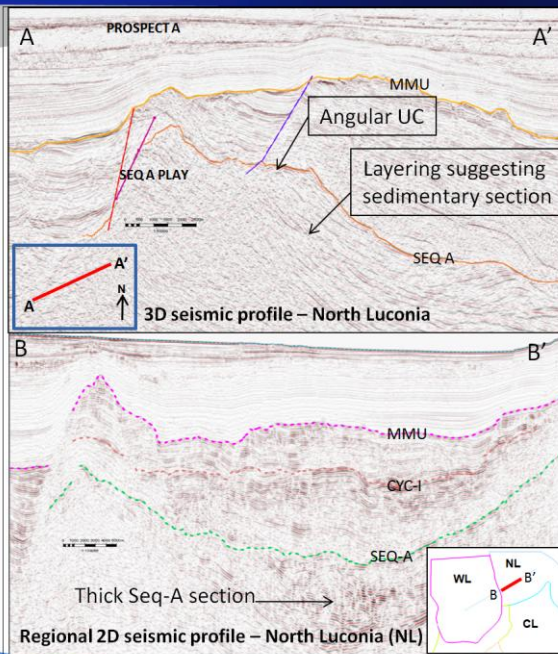 A
PROSPECT A
A'
MMU
Angular UC
SEQ A PLAY
Layering suggesting
sedimentary section
SEQ A
A'
A
N
3D seismic profile – North Luconia
B
B'
MMU
CYC-I
SEQ-A
Thick Seq-A section
WL
NL
B'
B
CL
Regional 2D seismic profile – North Luconia (NL)